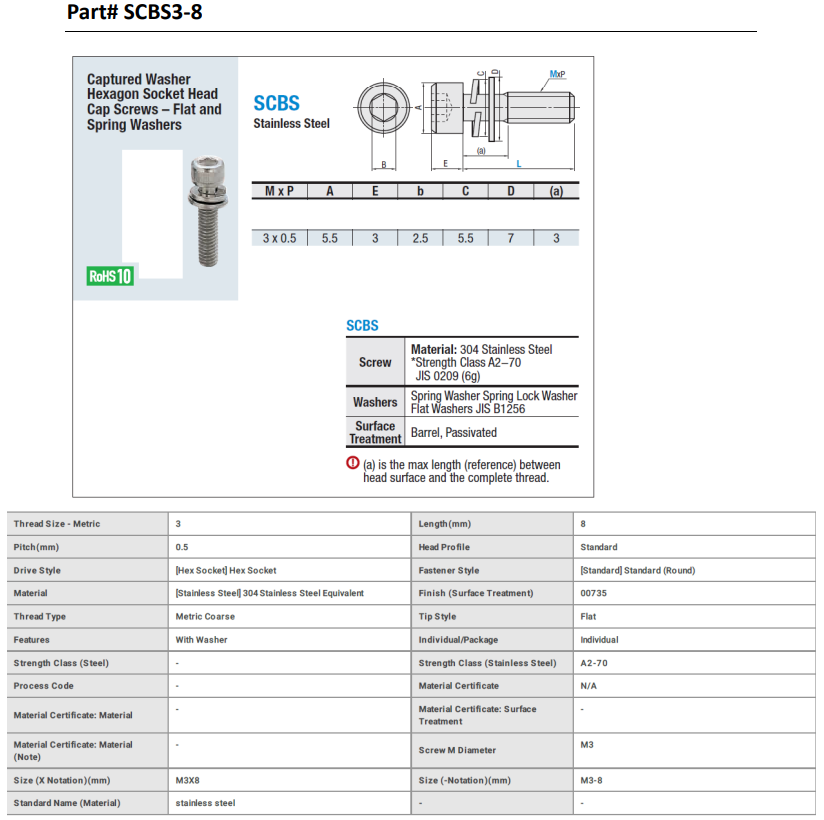 Part# SCBS3-8
Captured Washer
Hexagon Socket Head
Cap Screws – Flat and
Spring Washers
RoHS10
SCBS
Stainless Steel
A
B
C
D
E
(a)
L
MxP
M x P A E b C D (a)
3 x 0.5 5.5 3 2.5 5.5 7 3
SCBS
Screw
Material: 304 Stainless Steel
*Strength Class A2–70
JIS 0209 (6g)
Washers
Spring Washer Spring Lock Washer
Flat Washers JIS B1256
Surface
Treatment
Barrel, Passivated
(a) is the max length (reference) between
head surface and the complete thread.
Thread Size - Metric 3 Length(mm) 8
Pitch(mm) 0.5 Head Profile Standard
Drive Style [Hex Socket] Hex Socket Fastener Style [Standard] Standard (Round)
Material [Stainless Steel] 304 Stainless Steel Equivalent Finish (Surface Treatment) 00735
Thread Type Metric Coarse Tip Style Flat
Features With Washer Individual/Package Individual
Strength Class (Steel) - Strength Class (Stainless Steel) A2-70
Process Code - Material Certificate N/A
Material Certificate: Material - Material Certificate: Surface
Treatment -
Material Certificate: Material
(Note) - Screw M Diameter M3
Size (X Notation)(mm) M3X8 Size (-Notation)(mm) M3-8
Standard Name (Material) stainless steel - -